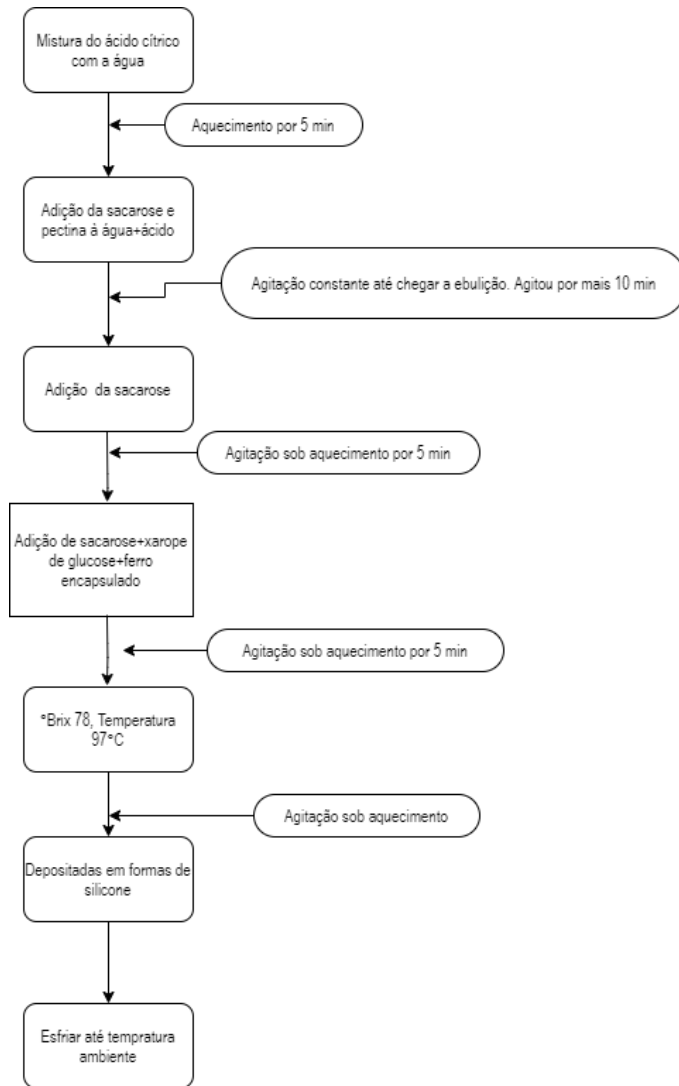 Mistura do ácido cítrico
com a água
Aquecimento por 5 min
Adição da sacarose e
pectina à água+ácido
Agitação constante até chegar a ebulição. Agitou por mais 10 min
Adição da sacarose
Agitação sob aquecimento por 5 min
Adição de sacarose+xarope
de glucose+ferro
encapsulado
Agitação sob aquecimento por 5 min
°Brix 78, Temperatura
97°C
Agitação sob aquecimento
Depositadas em formas de
silicone
Esfriar até tempratura
ambiente